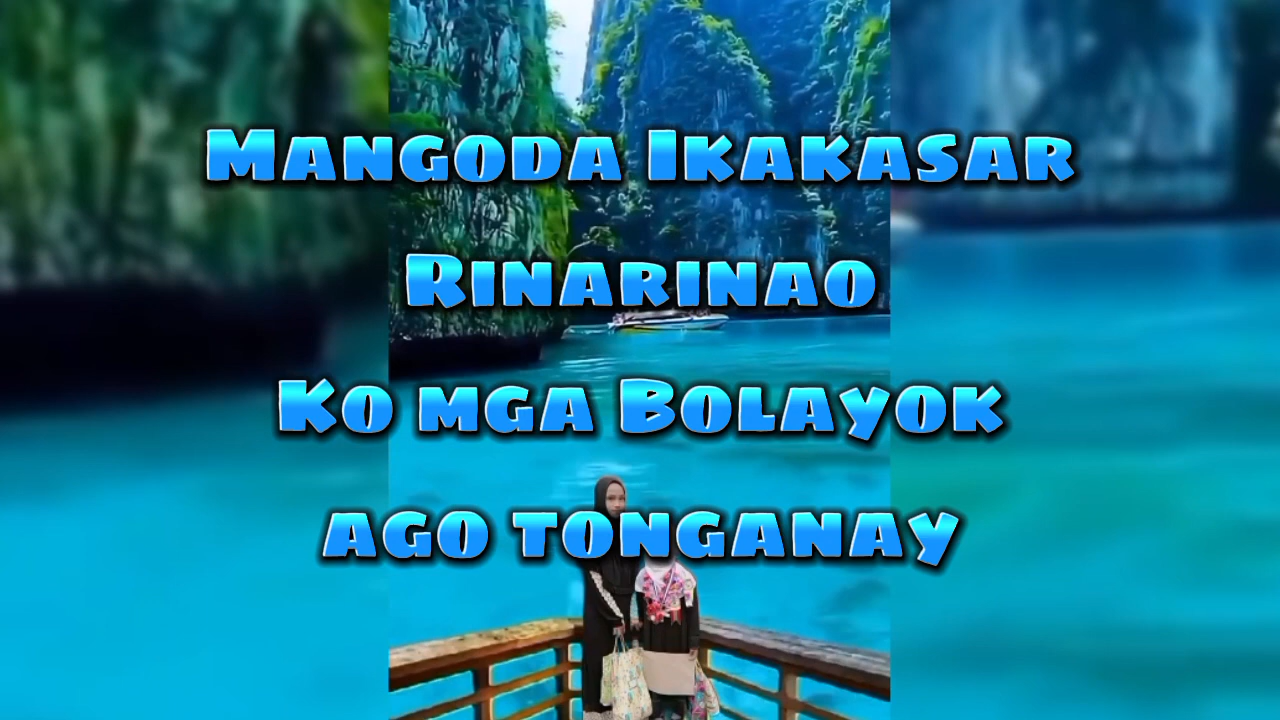 Mangoda Ikakasar
Rinarinao
Ko mga Bolayok
ago tonganay